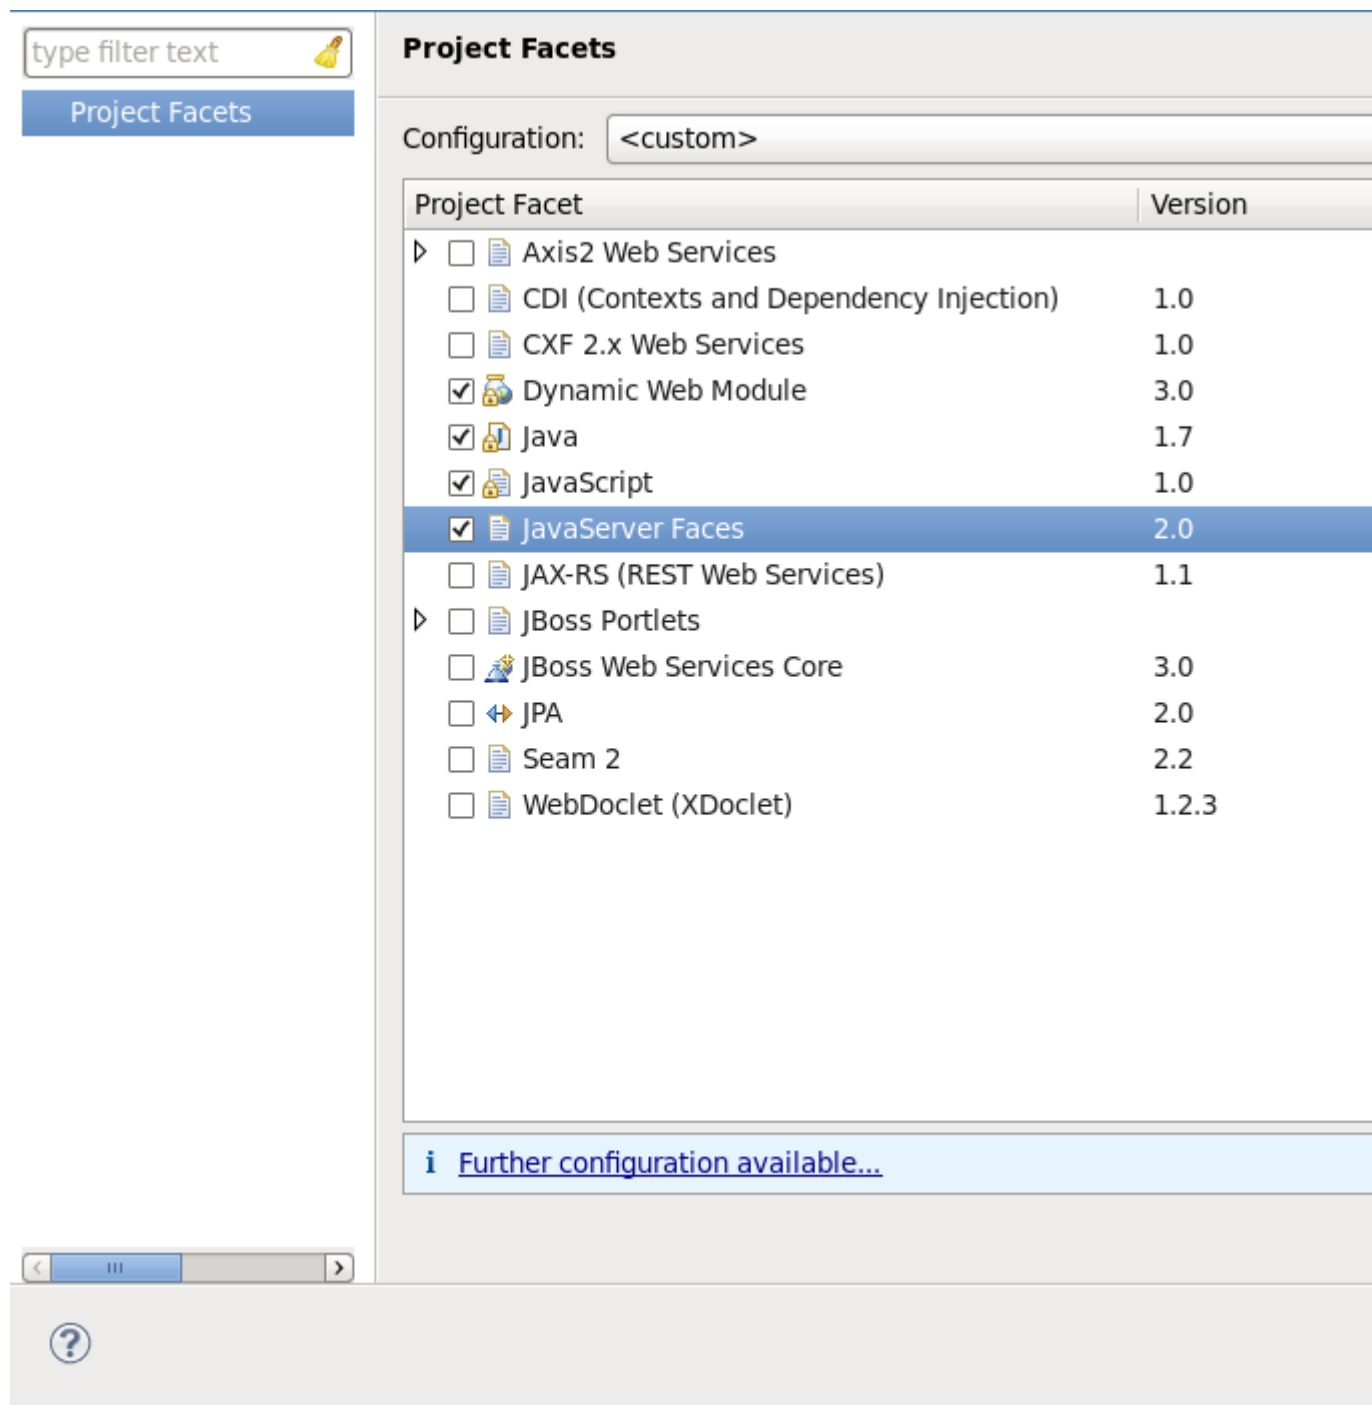 type filter text
Project Facets
Project Facets
Configuration: <custom>
Project Facet Version
Axis2 Web Services
CDI (Contexts and Dependency Injection) 1.0
CXF 2.x Web Services 1.0
Dynamic Web Module 3.0
Java 1.7
JavaScript 1.0
JavaServer Faces 2.0
JAX-RS (REST Web Services) 1.1
JBoss Portlets
JBoss Web Services Core 3.0
JPA 2.0
Seam 2 2.2
WebDoclet (XDoclet) 1.2.3
i Further configuration available...
?